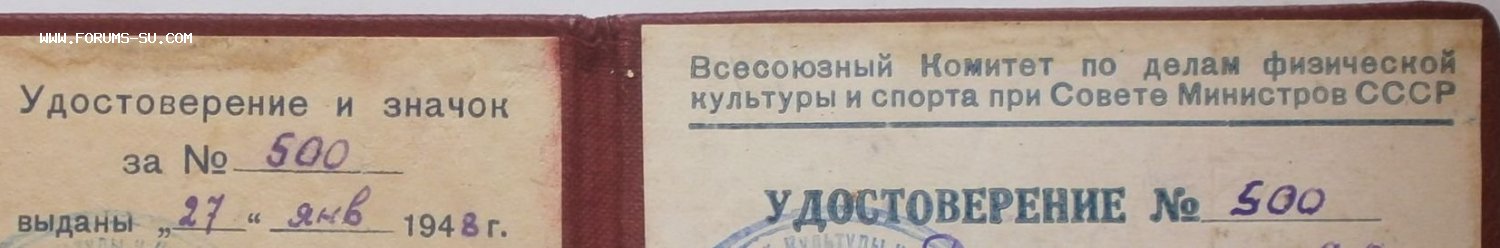 WWW.FORUMS-SU.COM
Удостоверение и значок
за № 500
выданы „27“ янв 1948 г.
Всесоюзный Комитет по делам физической
культуры и спорта при Совете Министров СССР
УДОСТОВЕРЕНИЕ № 500